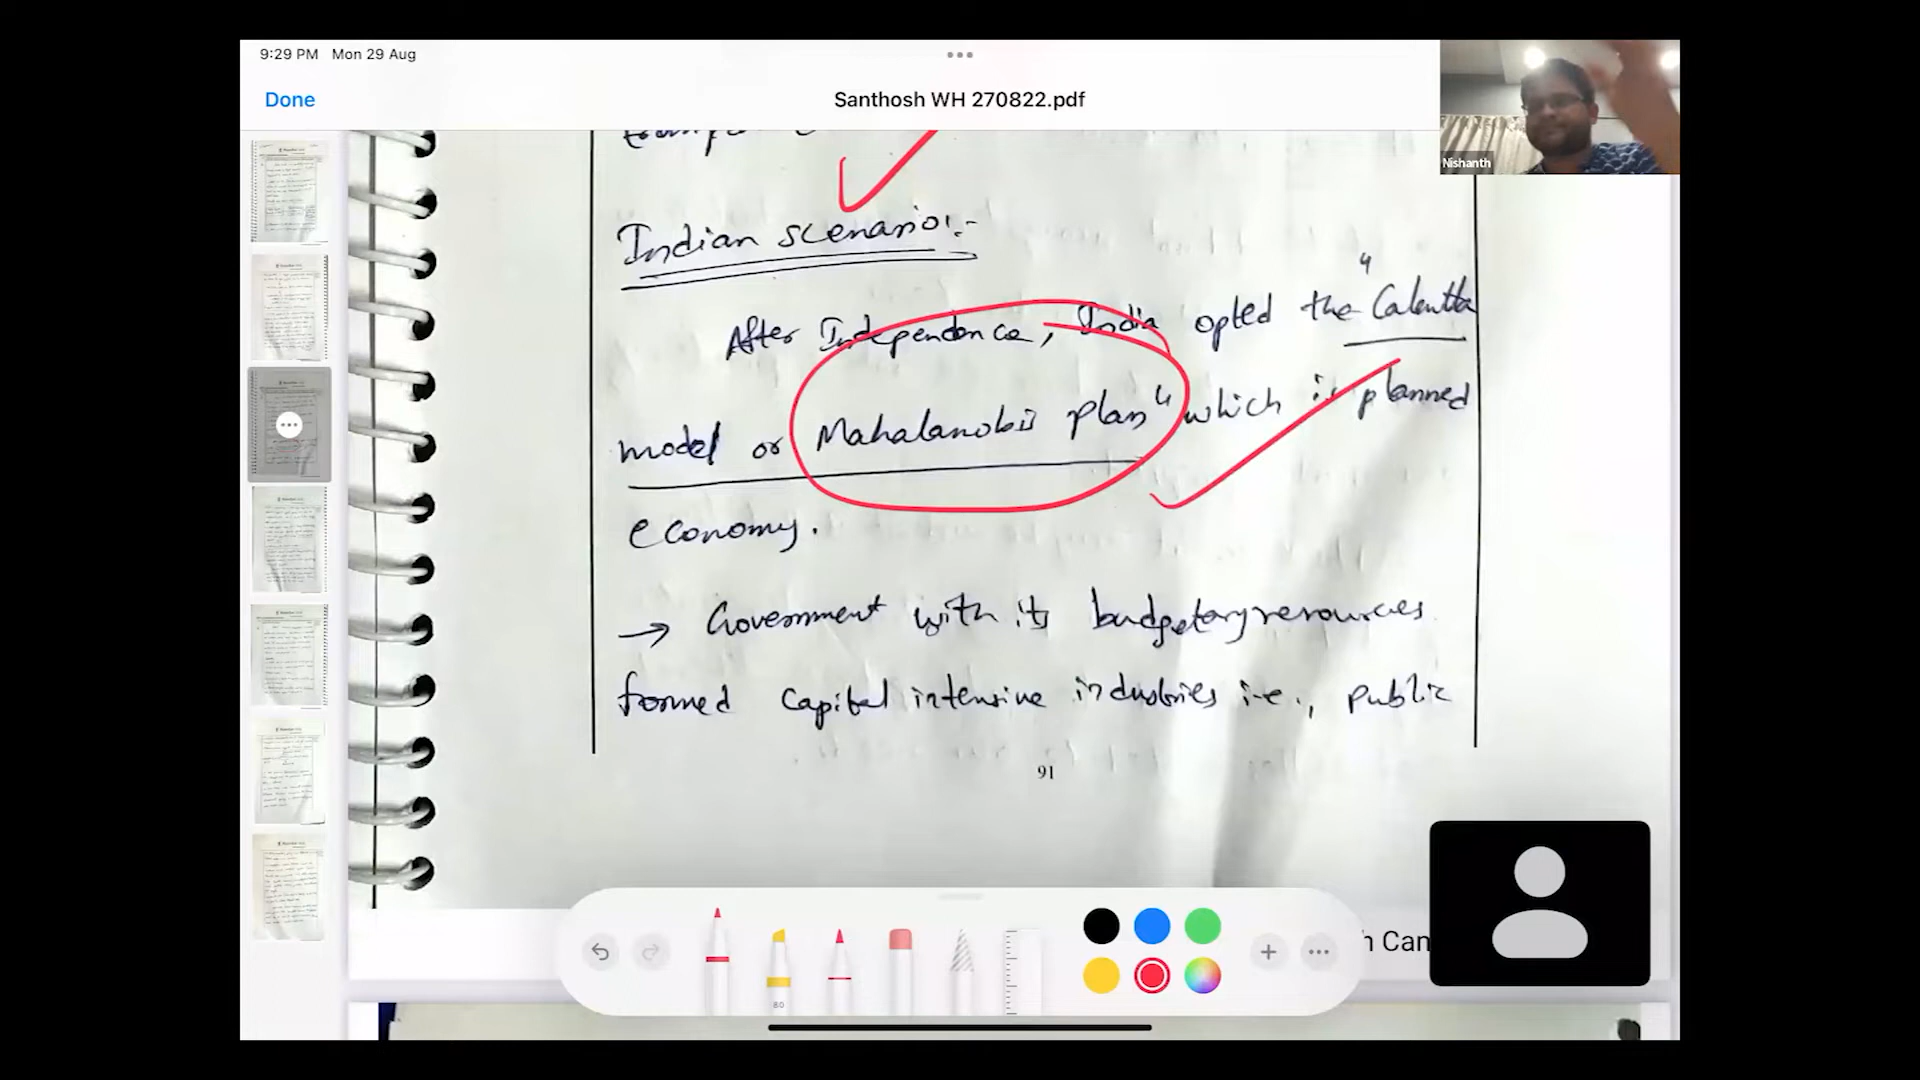 9:29 PM Mon 29 Aug
Done
Santhosh WH 270822.pdf
Nishanth
Indian scenario:-
After Independence, India opted the "Calcutta
model or Mahalanobis plan" which is planned
economy.
→ Government with its budgetary resources
formed capital intensive industries i.e., public
91
80
h Can